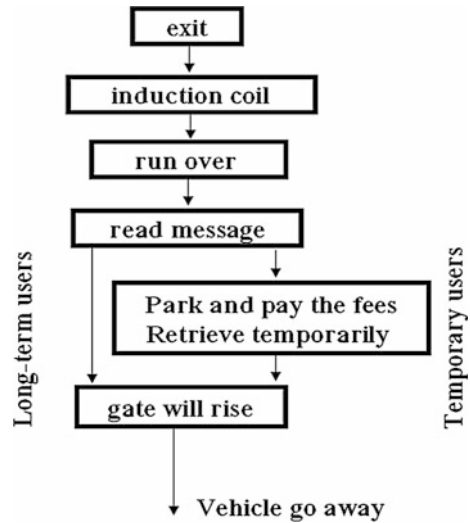 exit
induction coil
run over
read message
Long-term users
Park and pay the fees
Retrieve temporarily
Temporary users
gate will rise
Vehicle go away